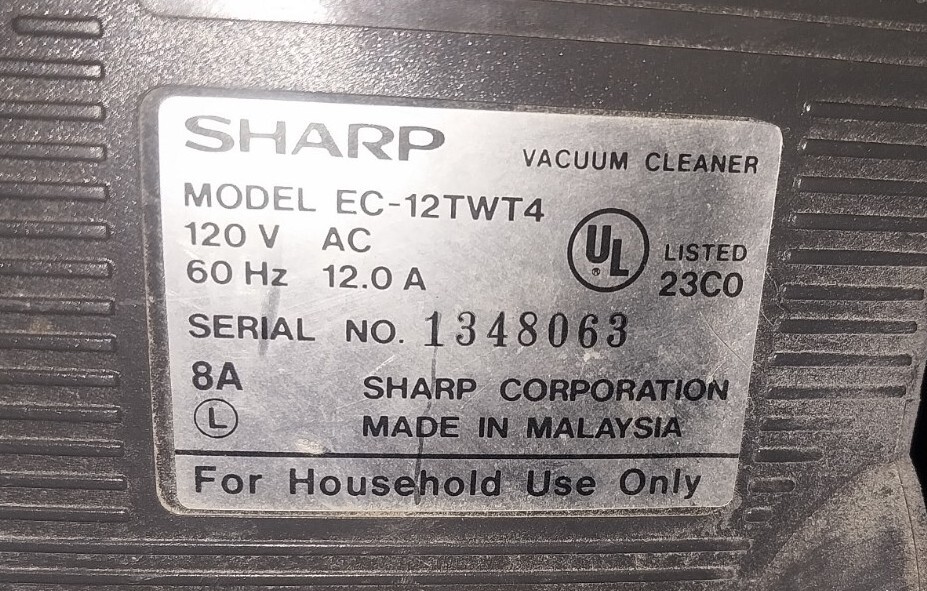 SHARP
VACUUM CLEANER
MODEL EC-12TWT4
120 V AC
60 Hz 12.0 A
UL ® LISTED
23C0
SERIAL NO. 1348063
8A
L
SHARP CORPORATION
MADE IN MALAYSIA
For Household Use Only